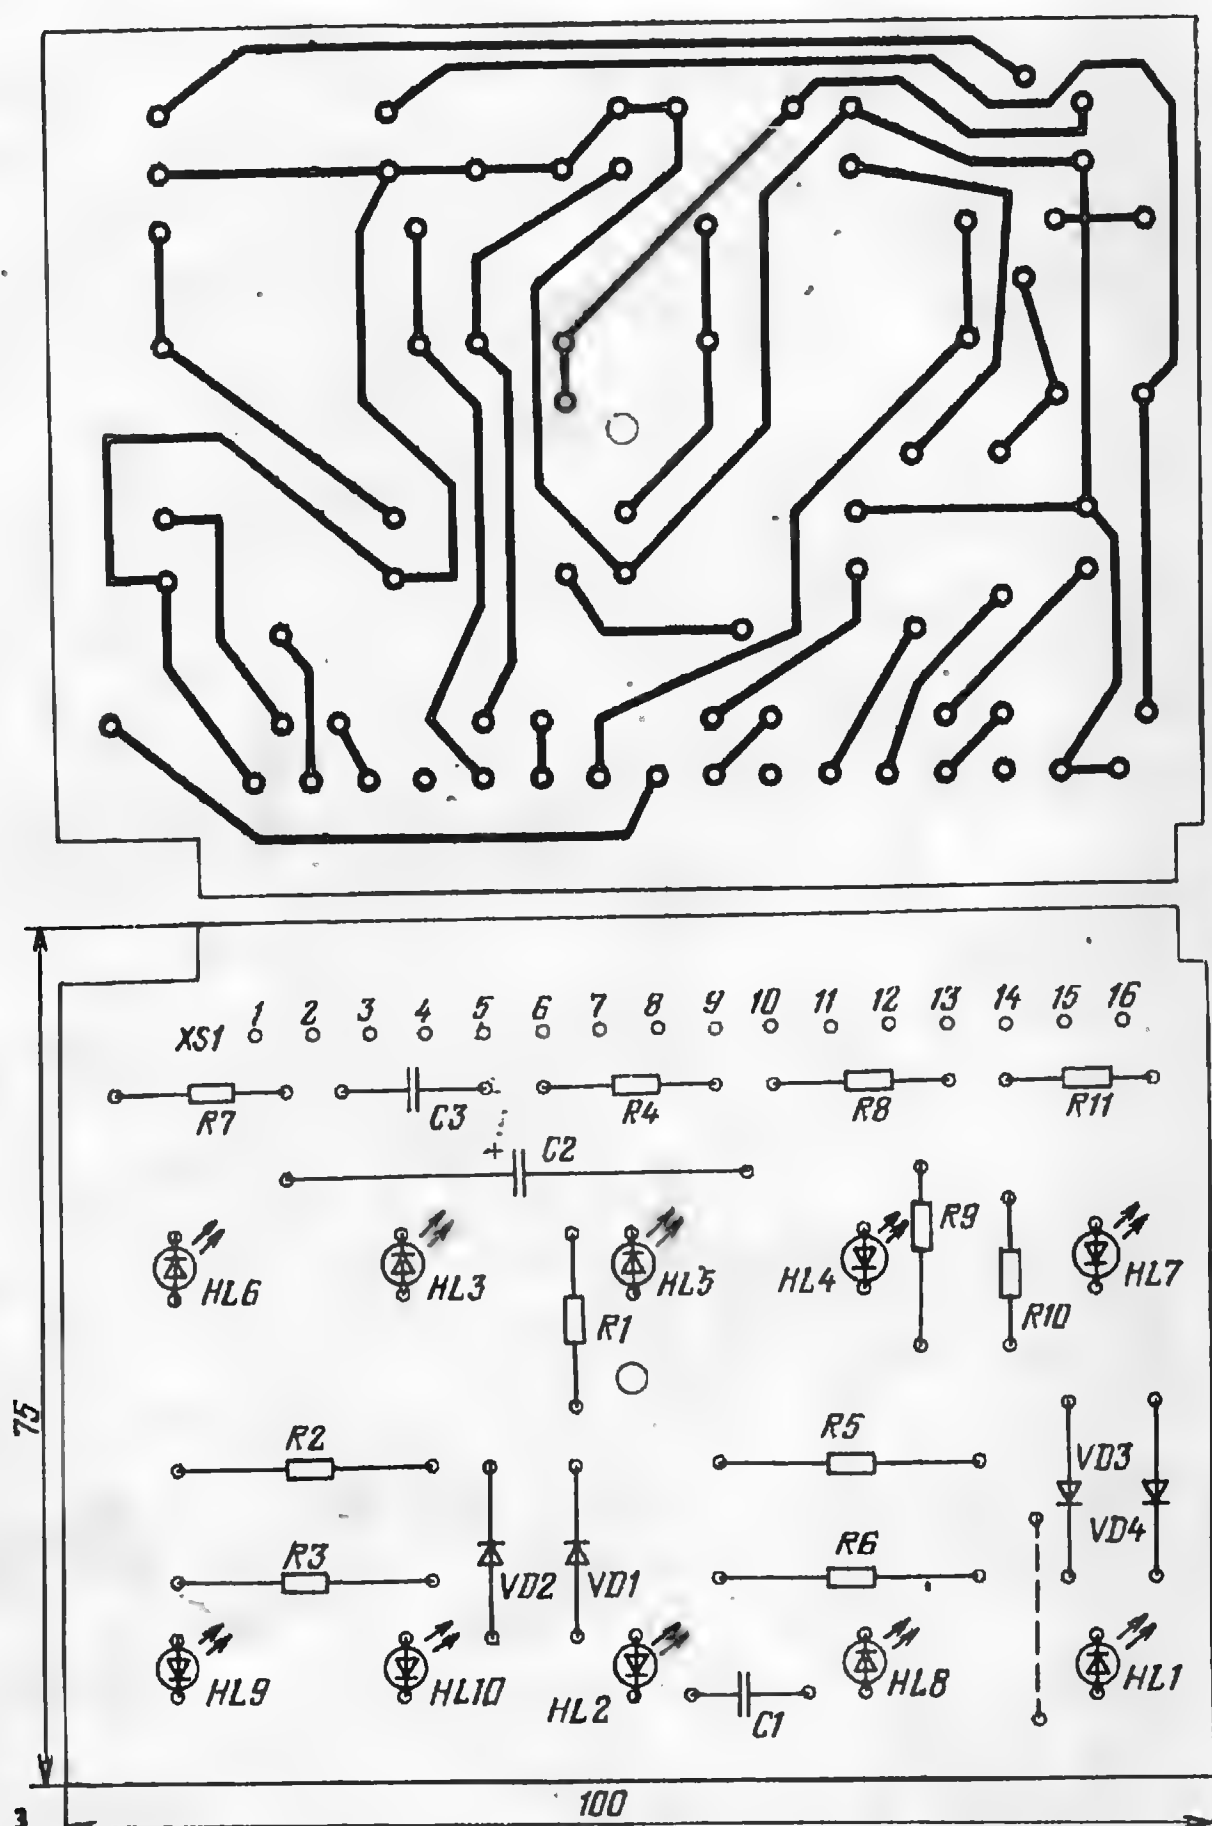 1 2 3 4 5 6 7 8 9 10 11 12 13 14 15 16
XS1
R7 C3 R4 R8 R11
C2
+
R9
HL6 HL3 HL5 HL4 HL7
R1 R10
75
R2 R5
VD3
VD4
R3 R6
VD2 VD1
HL9 HL10 HL2 HL8 HL1
C1
100
3